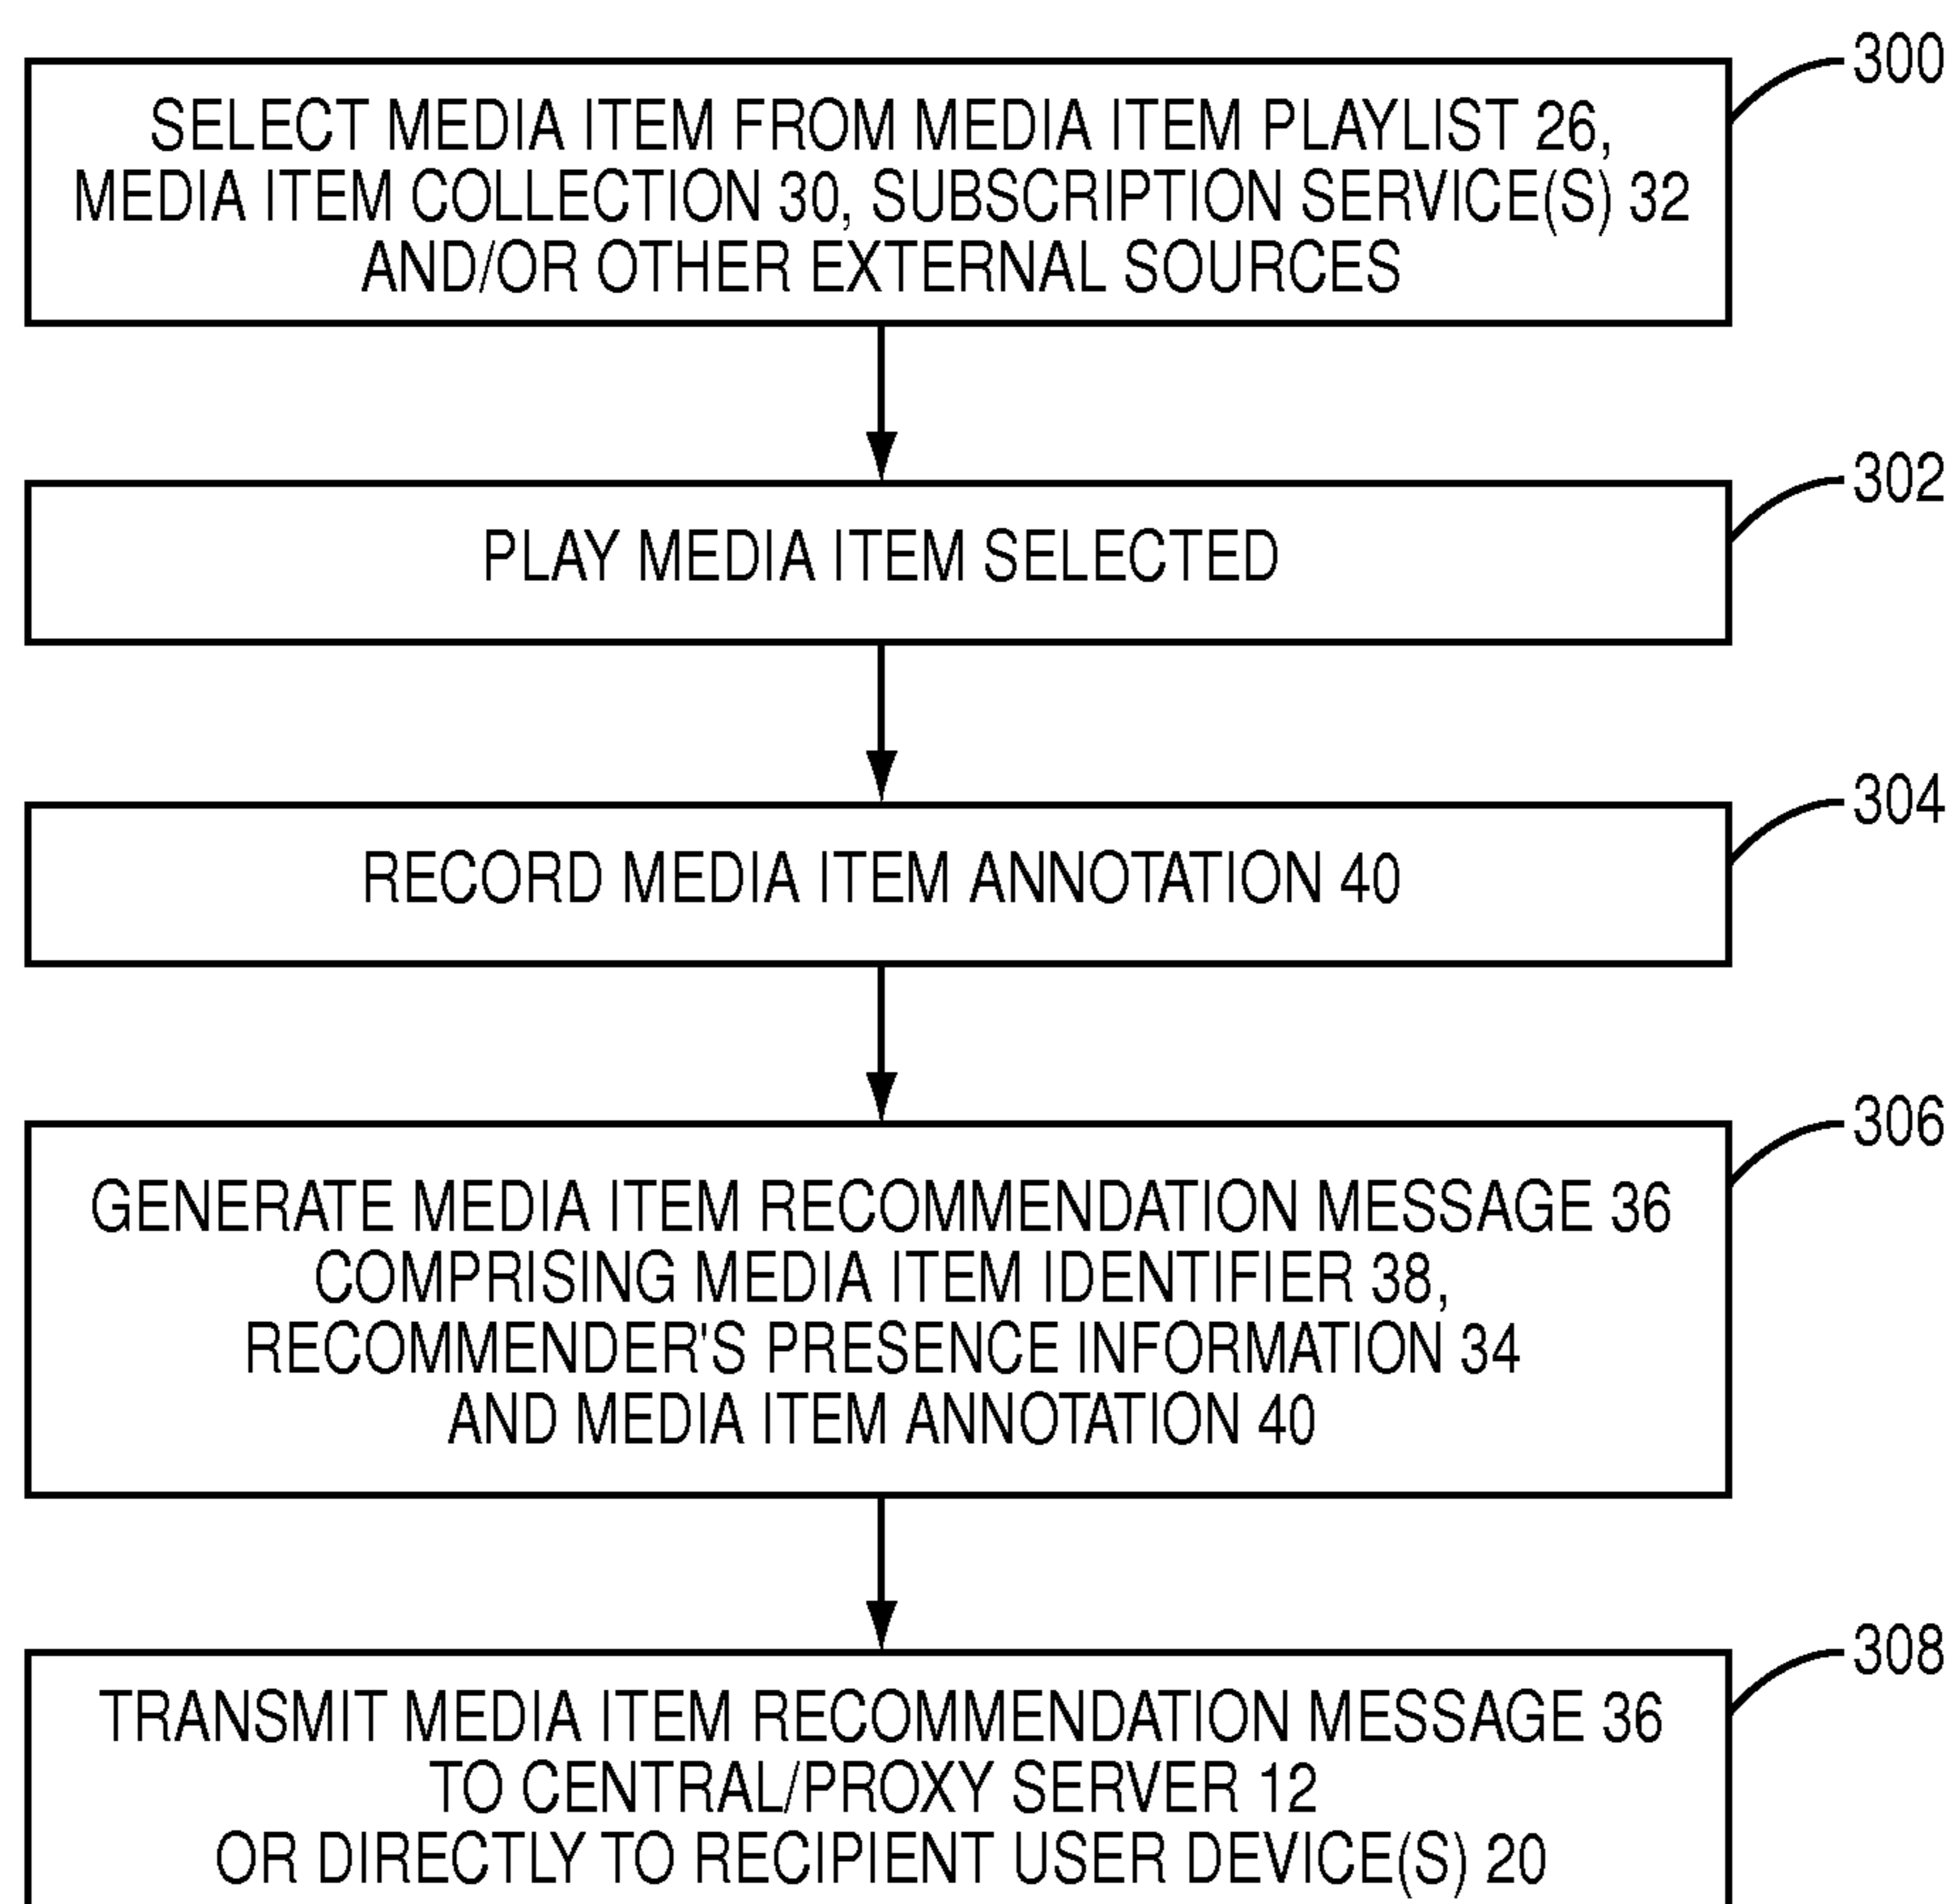 300
SELECT MEDIA ITEM FROM MEDIA ITEM PLAYLIST 26,
MEDIA ITEM COLLECTION 30, SUBSCRIPTION SERVICE(S) 32
AND/OR OTHER EXTERNAL SOURCES
302
PLAY MEDIA ITEM SELECTED
304
RECORD MEDIA ITEM ANNOTATION 40
306
GENERATE MEDIA ITEM RECOMMENDATION MESSAGE 36
COMPRISING MEDIA ITEM IDENTIFIER 38,
RECOMMENDER'S PRESENCE INFORMATION 34
AND MEDIA ITEM ANNOTATION 40
308
TRANSMIT MEDIA ITEM RECOMMENDATION MESSAGE 36
TO CENTRAL/PROXY SERVER 12
OR DIRECTLY TO RECIPIENT USER DEVICE(S) 20